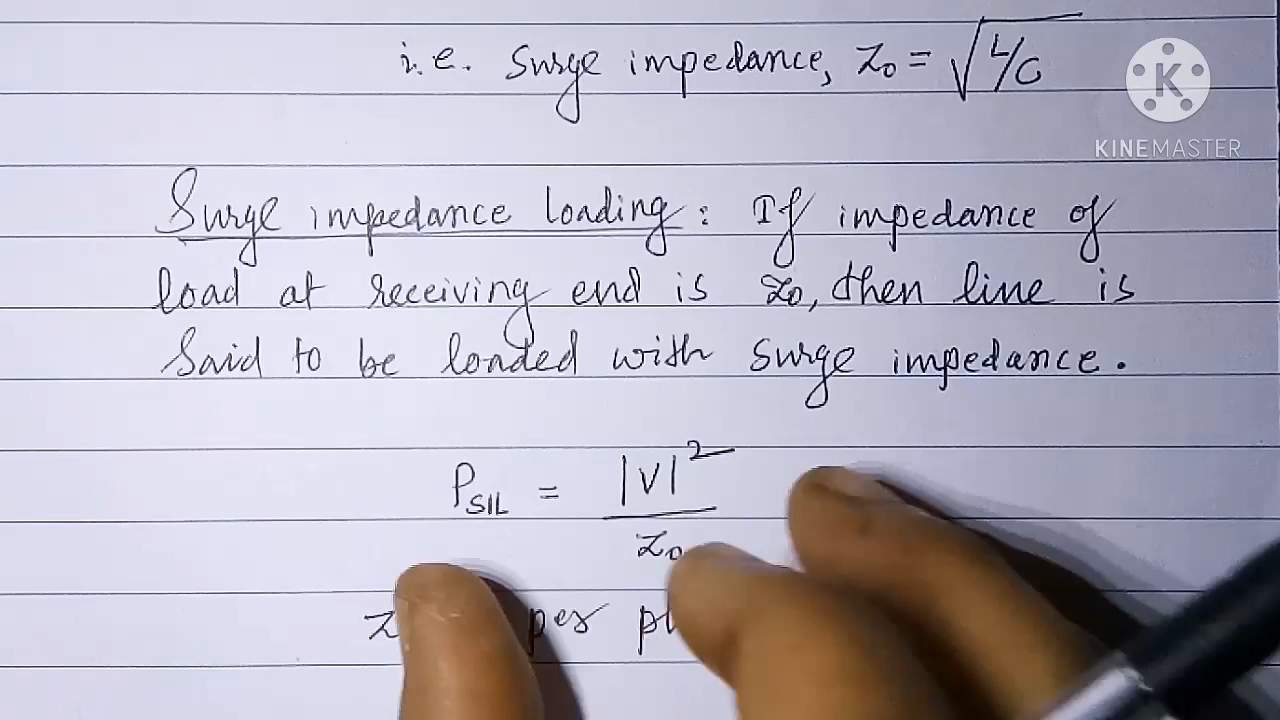 i.e. Surge impedance, Z₀ = √L/C
KINEMASTER
Surge impedance loading: If impedance of
load at receiving end is Z₀, then line is
said to be loaded with surge impedance.
P_SIL = |V|² / Z₀
per